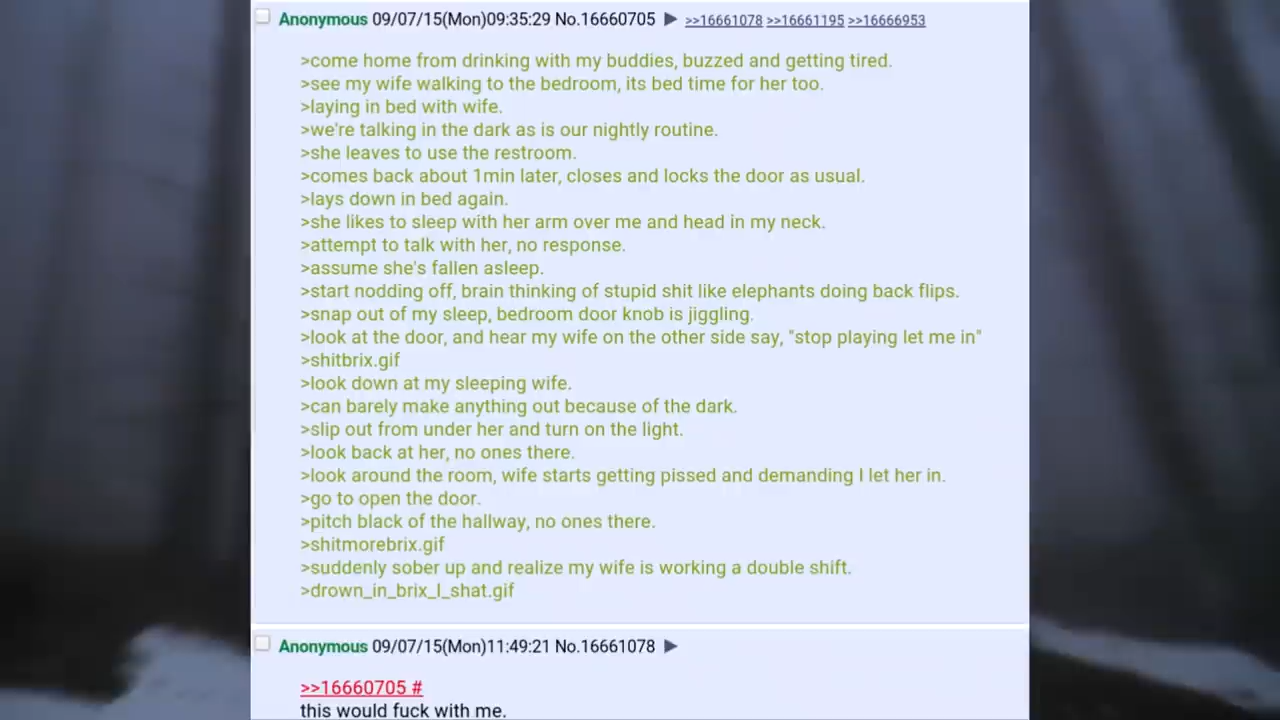 Anonymous 09/07/15(Mon)09:35:29 No.16660705 ▶ >>16661078 >>16661195 >>16666953
>come home from drinking with my buddies, buzzed and getting tired.
>see my wife walking to the bedroom, its bed time for her too.
>laying in bed with wife.
>we're talking in the dark as is our nightly routine.
>she leaves to use the restroom.
>comes back about 1min later, closes and locks the door as usual.
>lays down in bed again.
>she likes to sleep with her arm over me and head in my neck.
>attempt to talk with her, no response.
>assume she's fallen asleep.
>start nodding off, brain thinking of stupid shit like elephants doing back flips.
>snap out of my sleep, bedroom door knob is jiggling.
>look at the door, and hear my wife on the other side say, "stop playing let me in"
>shitbrix.gif
>look down at my sleeping wife.
>can barely make anything out because of the dark.
>slip out from under her and turn on the light.
>look back at her, no ones there.
>look around the room, wife starts getting pissed and demanding I let her in.
>go to open the door.
>pitch black of the hallway, no ones there.
>shitmorebrix.gif
>suddenly sober up and realize my wife is working a double shift.
>drown_in_brix_I_shat.gif
Anonymous 09/07/15(Mon)11:49:21 No.16661078 ▶
>>16660705 #
this would fuck with me.